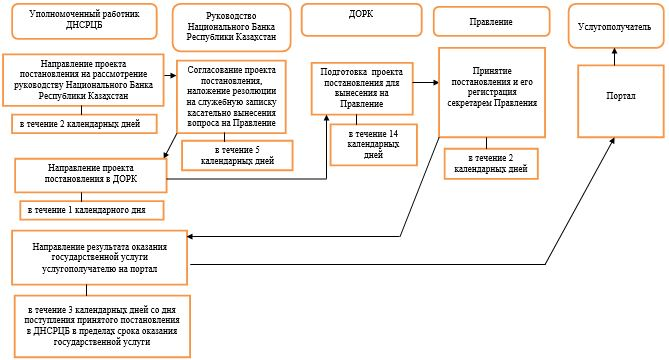 Уполномоченный работник
ДНСРЦБ
Руководство
Национального Банка
Республики Казахстан
ДОРК
Правление
Услугополучатель
Направление проекта
постановления на рассмотрение
руководству Национального Банка
Республики Казахстан
в течение 2 календарных дней
Согласование проекта
постановления,
наложение резолюции
на служебную записку
касательно вынесения
вопроса на Правление
в течение 5
календарных дней
Подготовка проекта
постановления для
вынесения на
Правление
в течение 14
календарных
дней
Принятие
постановления и его
регистрация
секретарем Правления
в течение 2
календарных дней
Портал
Направление проекта
постановления в ДОРК
в течение 1 календарного дня
Направление результата оказания
государственной услуги
услугополучателю на портал
в течение 3 календарных дней со дня
поступления принятого постановления
в ДНСРЦБ в пределах срока оказания
государственной услуги